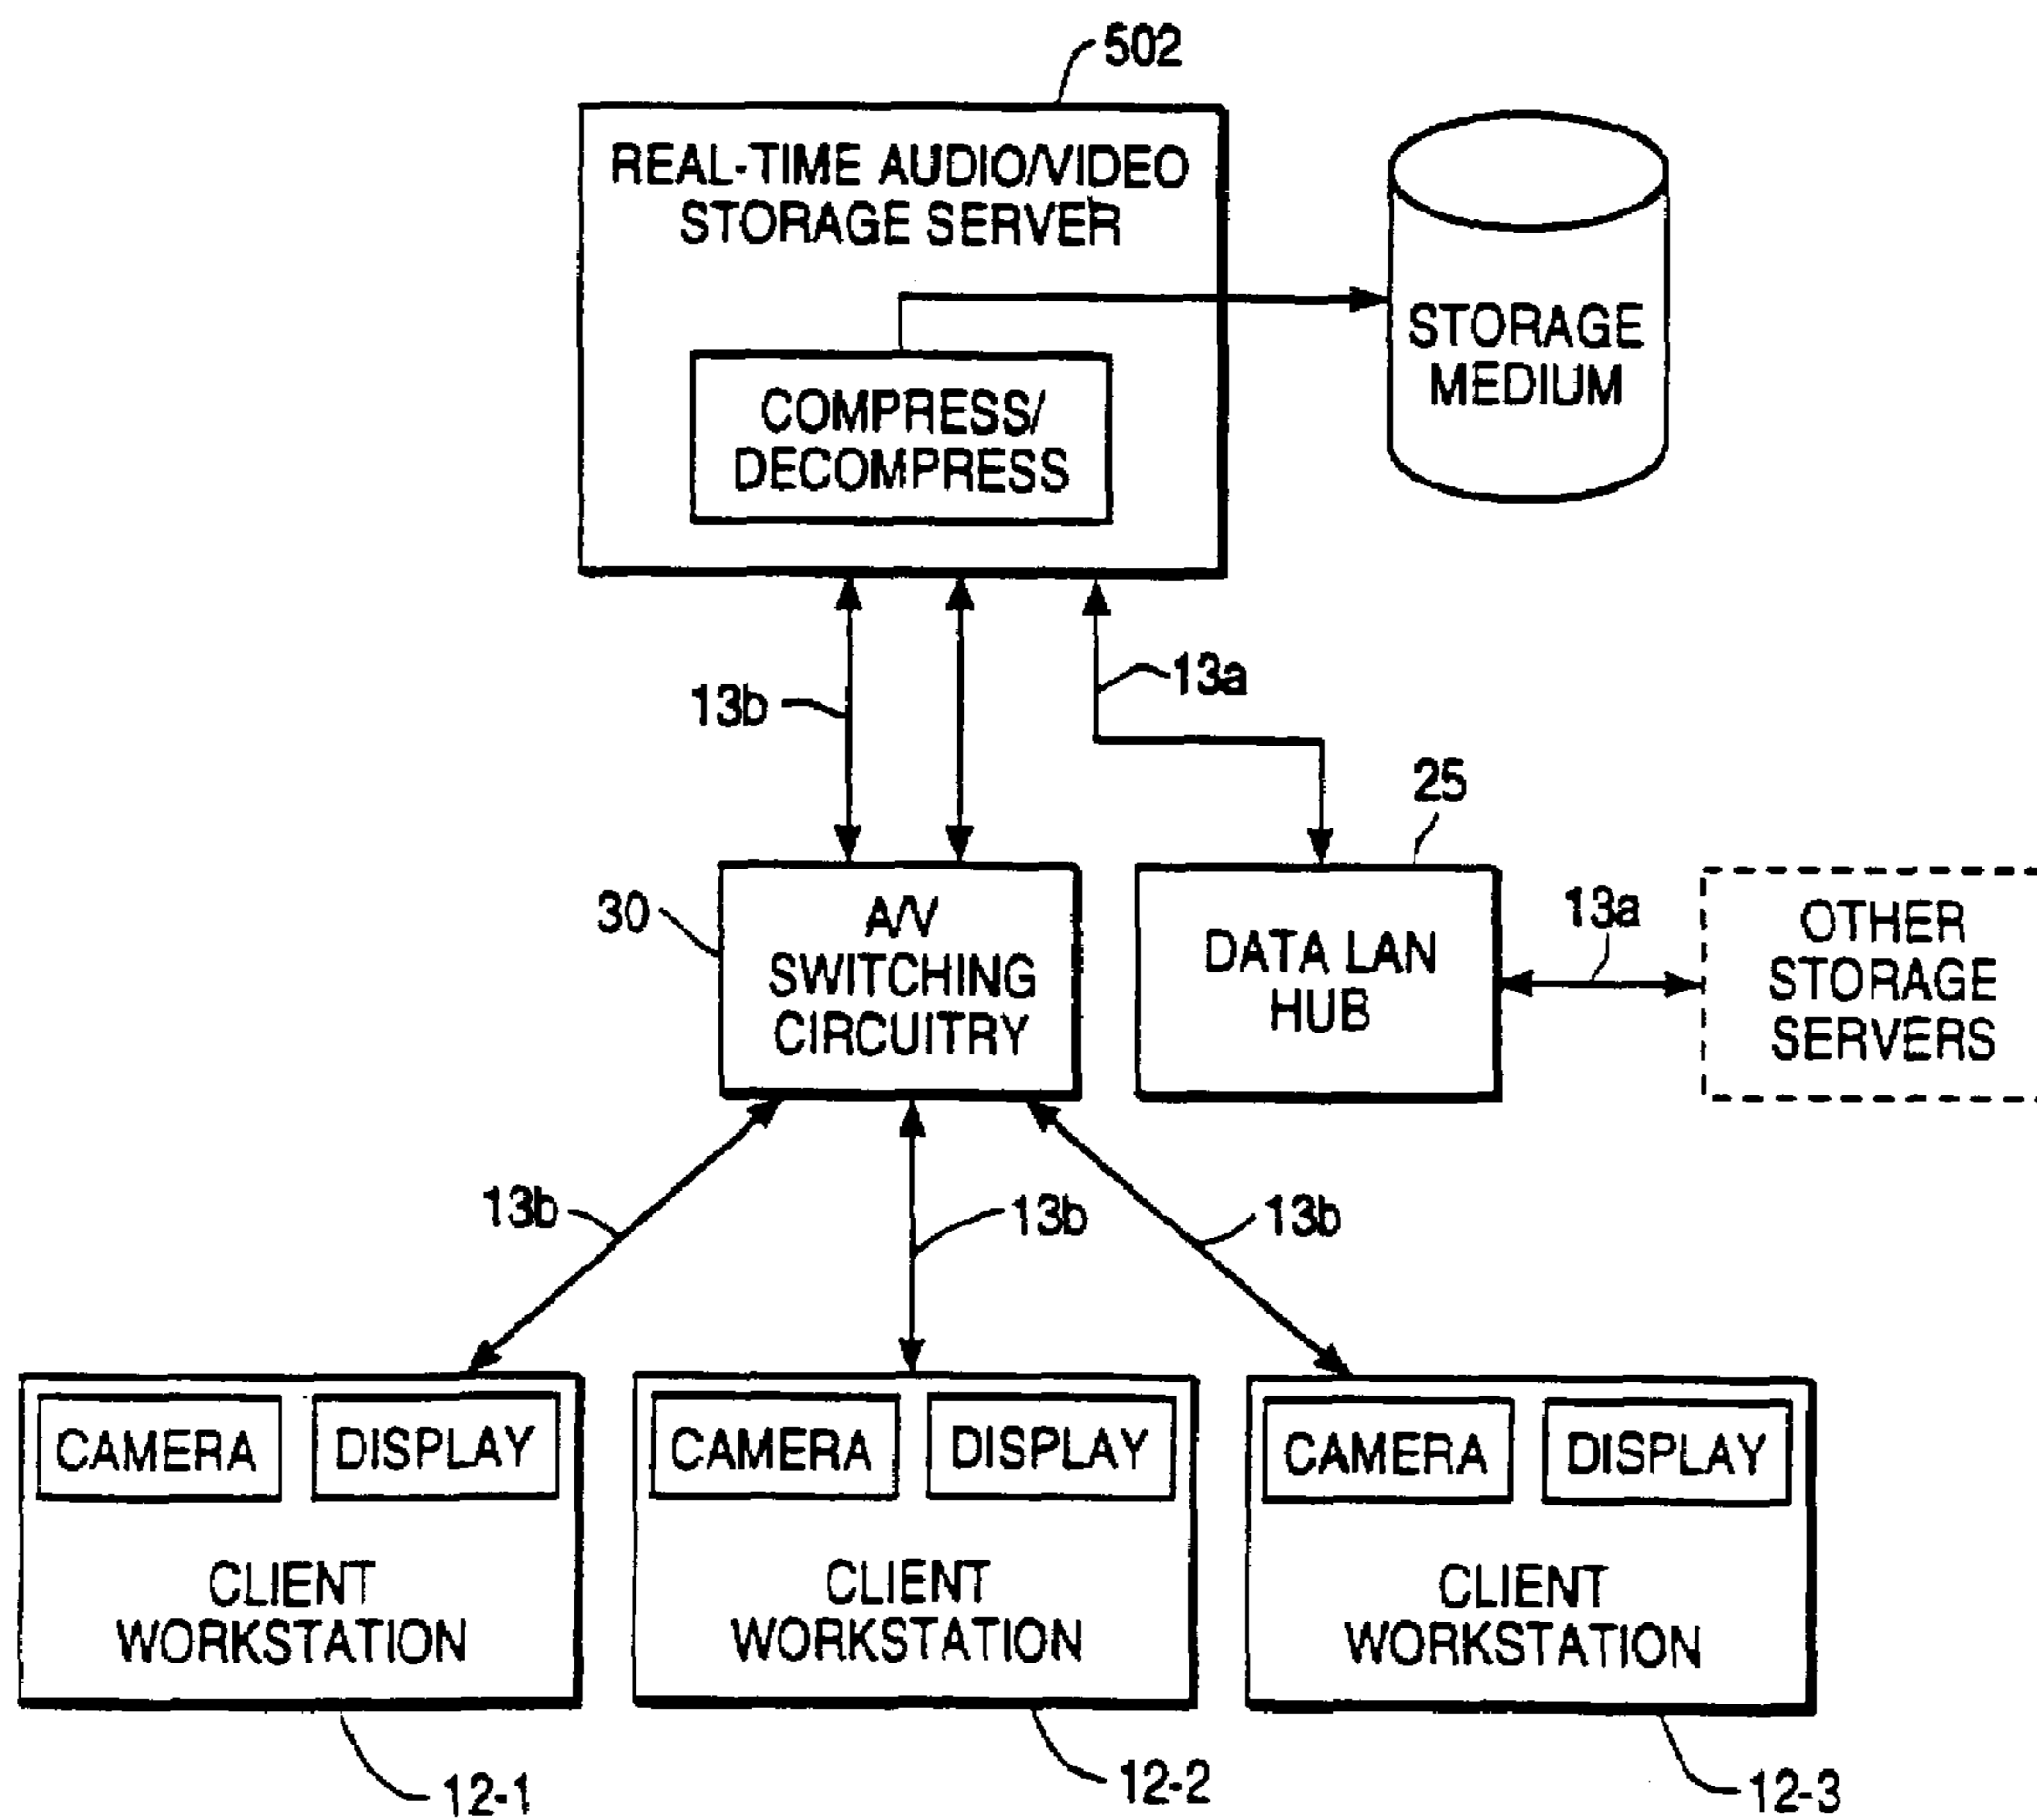 502
REAL-TIME AUDIO/VIDEO
STORAGE SERVER
COMPRESS/
DECOMPRESS
STORAGE
MEDIUM
13b
13a
25
30
A/V
SWITCHING
CIRCUITRY
DATA LAN
HUB
13a
OTHER
STORAGE
SERVERS
13b
13b
13b
CAMERA
DISPLAY
CLIENT
WORKSTATION
CAMERA
DISPLAY
CLIENT
WORKSTATION
CAMERA
DISPLAY
CLIENT
WORKSTATION
12-1
12-2
12-3